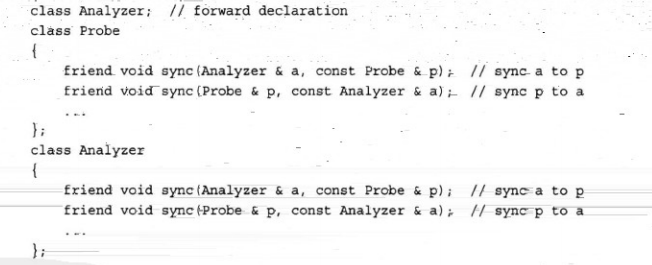 class Analyzer;  // forward declaration
class Probe
{
    friend void sync(Analyzer & a, const Probe & p);  // sync a to p
    friend void sync(Probe & p, const Analyzer & a);  // sync p to a
    ...
};
class Analyzer
{
    friend void sync(Analyzer & a, const Probe & p);  // sync a to p
    friend void sync(Probe & p, const Analyzer & a);  // sync p to a
    ...
};